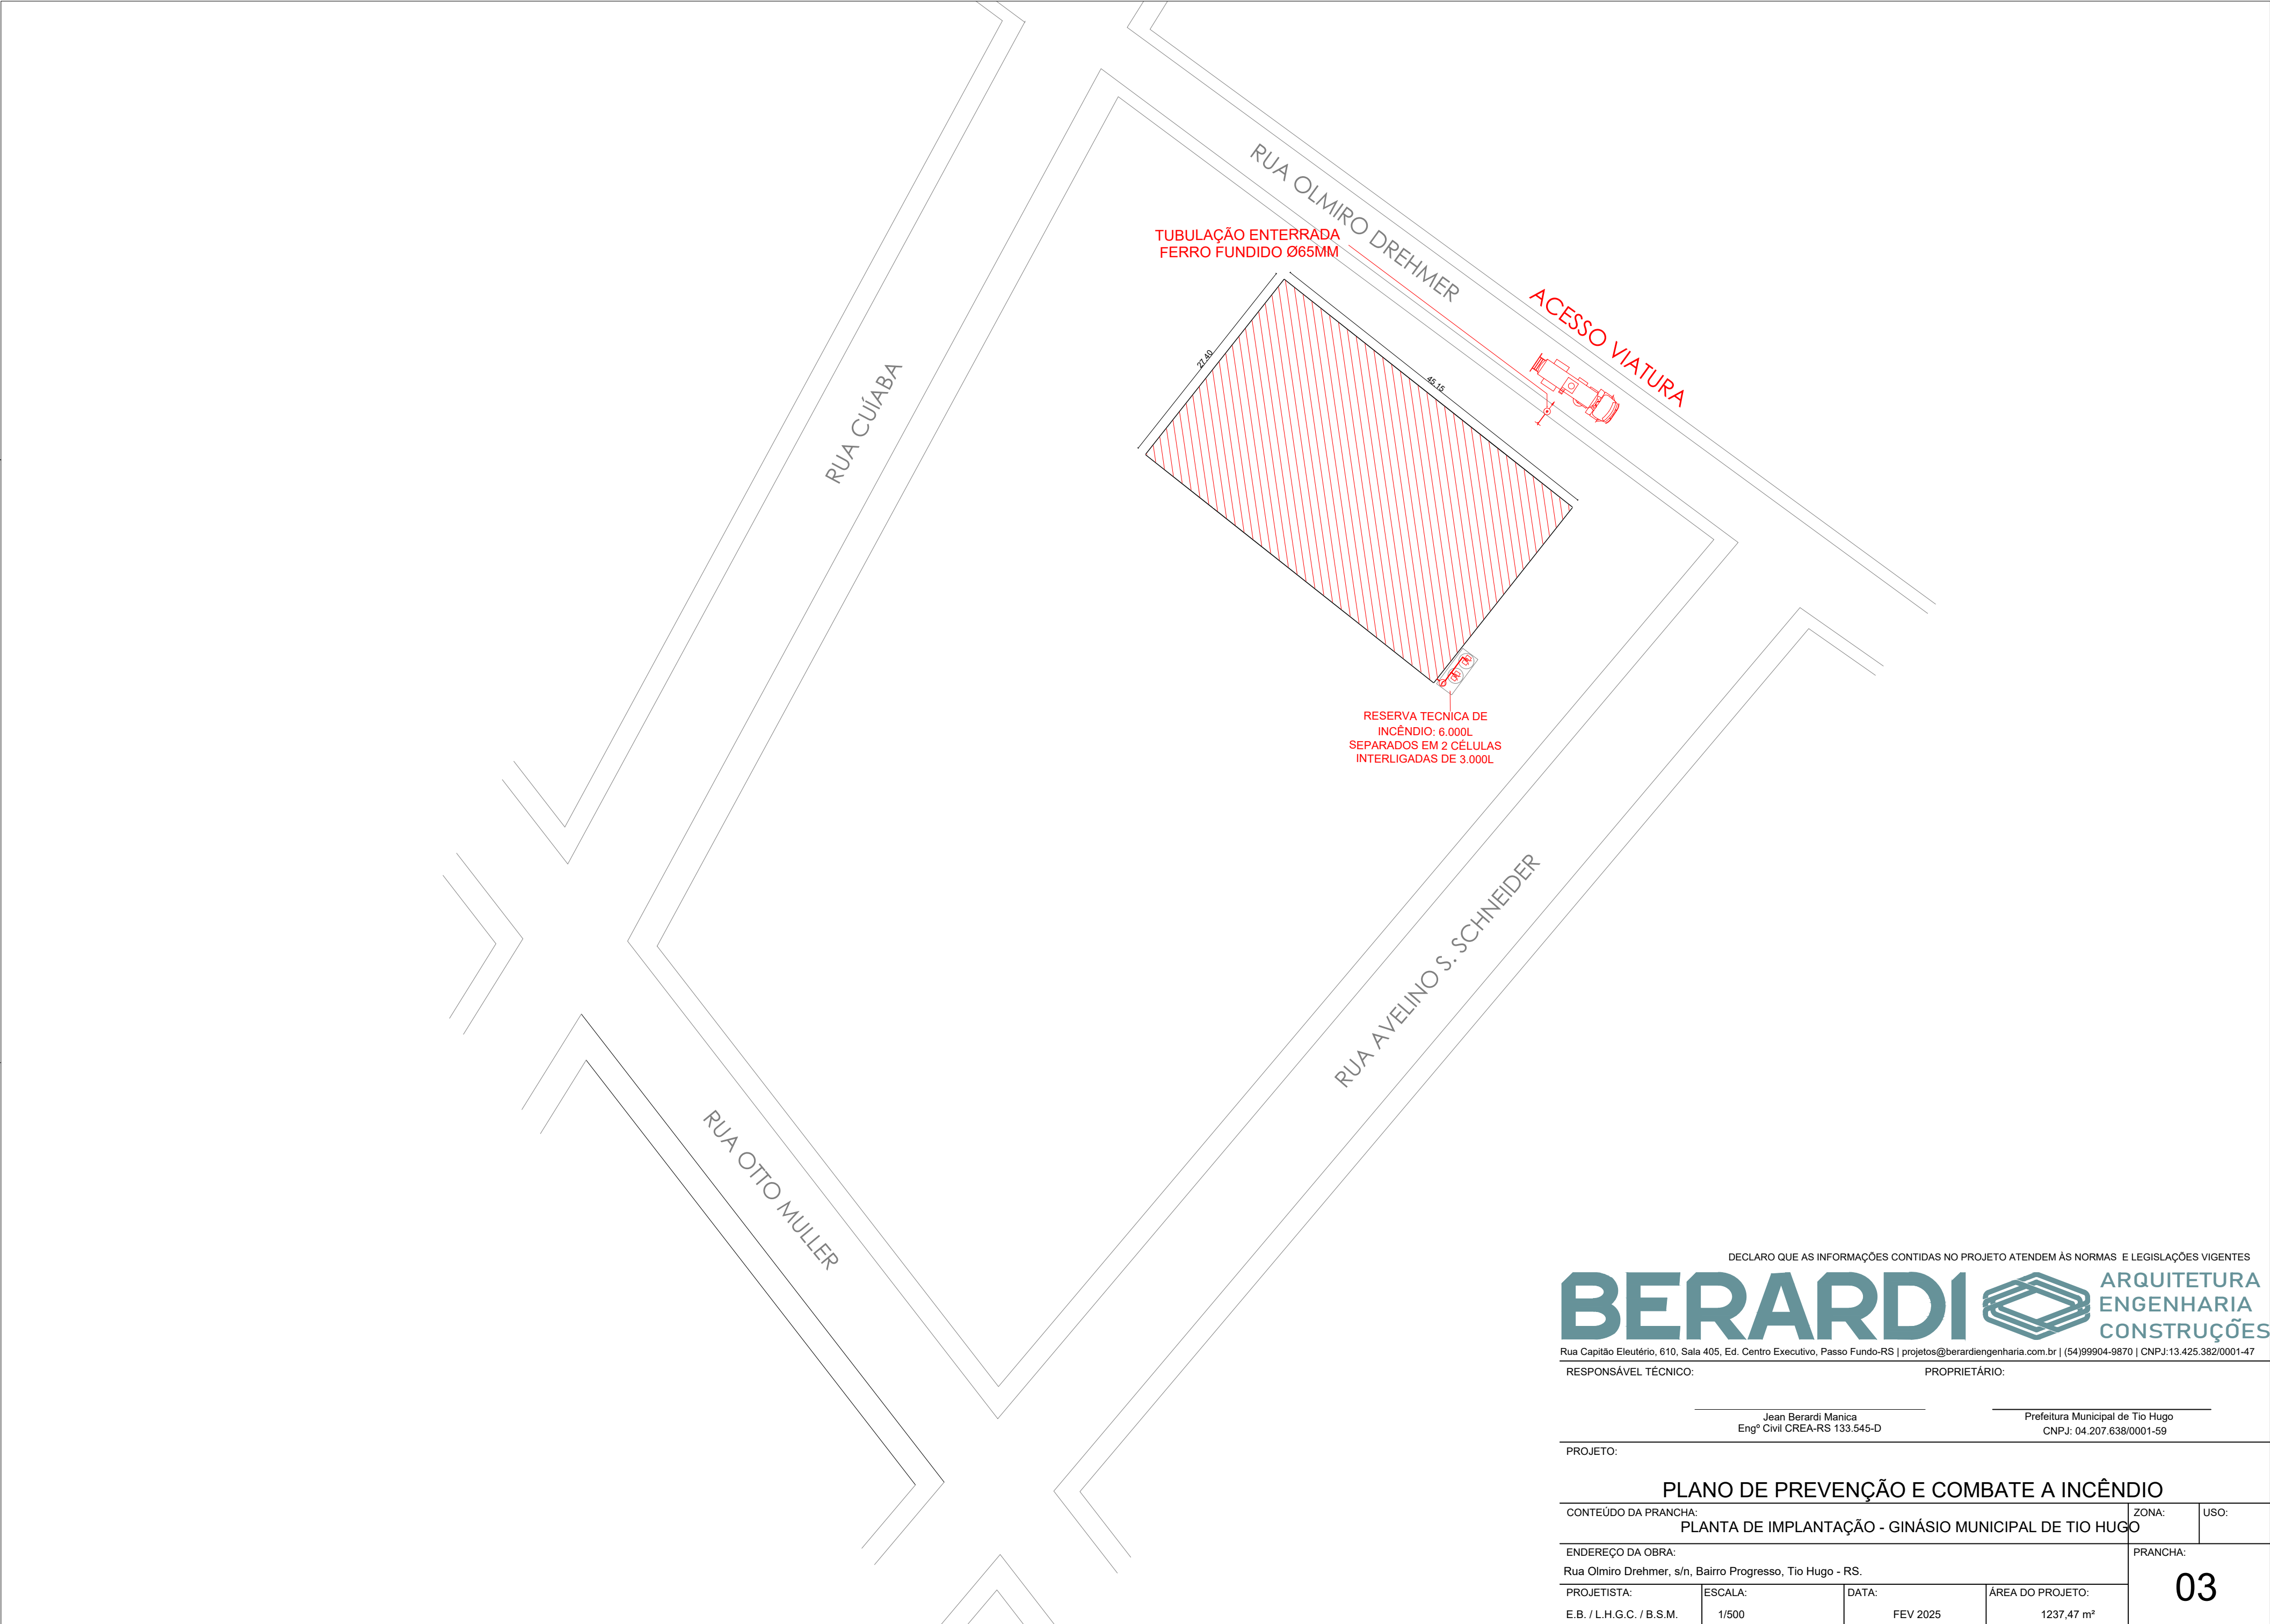 RUA OLMIRO DREHMER
TUBULAÇÃO ENTERRADA
FERRO FUNDIDO Ø65MM
ACESSO VIATURA
27.40
45.15
RUA CUÍABA
RESERVA TECNICA DE
INCÊNDIO: 6.000L
SEPARADOS EM 2 CÉLULAS
INTERLIGADAS DE 3.000L
RUA AVELINO S. SCHNEIDER
RUA OTTO MULLER
DECLARO QUE AS INFORMAÇÕES CONTIDAS NO PROJETO ATENDEM ÀS NORMAS E LEGISLAÇÕES VIGENTES
BERARDI
ARQUITETURA
ENGENHARIA
CONSTRUÇÕES
Rua Capitão Eleutério, 610, Sala 405, Ed. Centro Executivo, Passo Fundo-RS | projetos@berardiengenharia.com.br | (54)99904-9870 | CNPJ:13.425.382/0001-47
RESPONSÁVEL TÉCNICO: PROPRIETÁRIO:
Jean Berardi Manica
Engº Civil CREA-RS 133.545-D
Prefeitura Municipal de Tio Hugo
CNPJ: 04.207.638/0001-59
PROJETO:
PLANO DE PREVENÇÃO E COMBATE A INCÊNDIO
CONTEÚDO DA PRANCHA:
PLANTA DE IMPLANTAÇÃO - GINÁSIO MUNICIPAL DE TIO HUGO
ZONA: USO:
ENDEREÇO DA OBRA:
Rua Olmiro Drehmer, s/n, Bairro Progresso, Tio Hugo - RS.
PRANCHA:
03
PROJETISTA: ESCALA: DATA: ÁREA DO PROJETO:
E.B. / L.H.G.C. / B.S.M. 1/500 FEV 2025 1237,47 m²